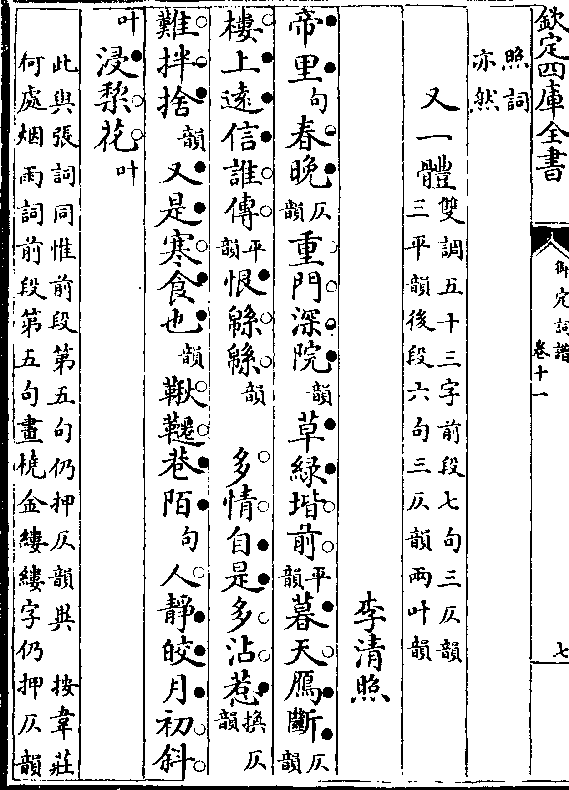 欽定四庫全書
御定詞譜
卷十一
七
照詞
亦然
又一體
雙調五十三字前段七句三仄韻
三平韻後段六句三仄韻兩叶韻
李清照
帝里句春晚仄韻重門深院韻草綠堦前平韻暮天鴈斷仄韻
樓上遠信誰傳平韻恨緜緜韻 多情自是多沾惹換仄韻
難拌捨韻又是寒食也韻鞦韆巷陌句人靜皎月初斜
叶浸棃花叶
此與張詞同惟前段第五句仍押仄韻與 按韋莊
何處烟雨詞前段第五句畫橈金縷縷字仍押仄韻